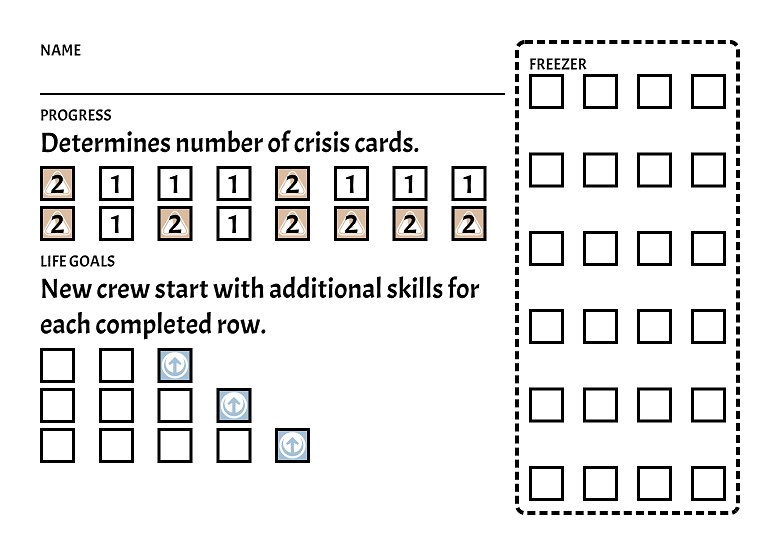 NAME
FREEZER
PROGRESS
Determines number of crisis cards.
2 1 1 1 2 1 1 1
2 1 2 1 2 2 2 2
LIFE GOALS
New crew start with additional skills for
each completed row.